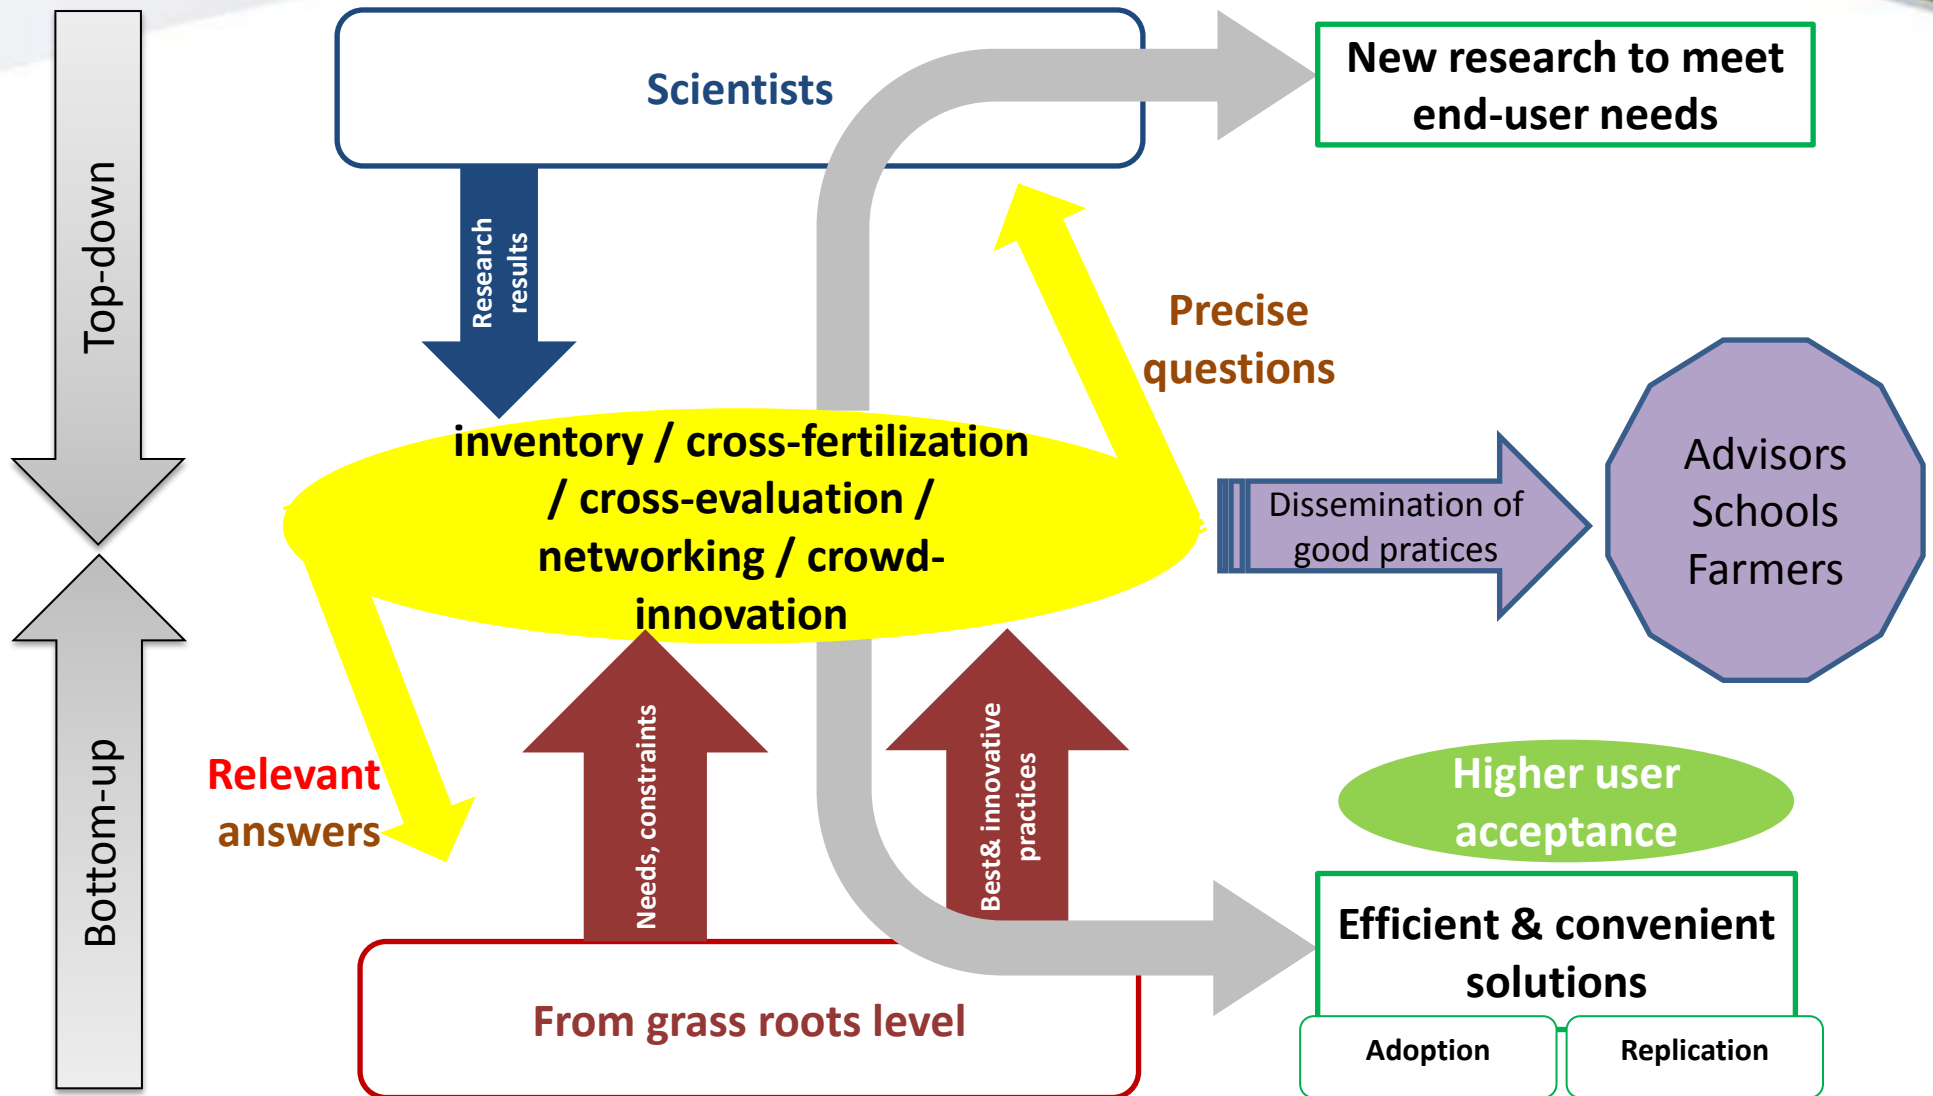 Top-down
Bottom-up
Scientists
Research
results
New research to meet
end-user needs
Precise
questions
inventory / cross-fertilization
/ cross-evaluation /
networking / crowd-
innovation
Dissemination of
good pratices
Advisors
Schools
Farmers
Relevant
answers
Needs, constraints
Best& innovative
practices
Higher user
acceptance
Efficient & convenient
solutions
Adoption
Replication
From grass roots level